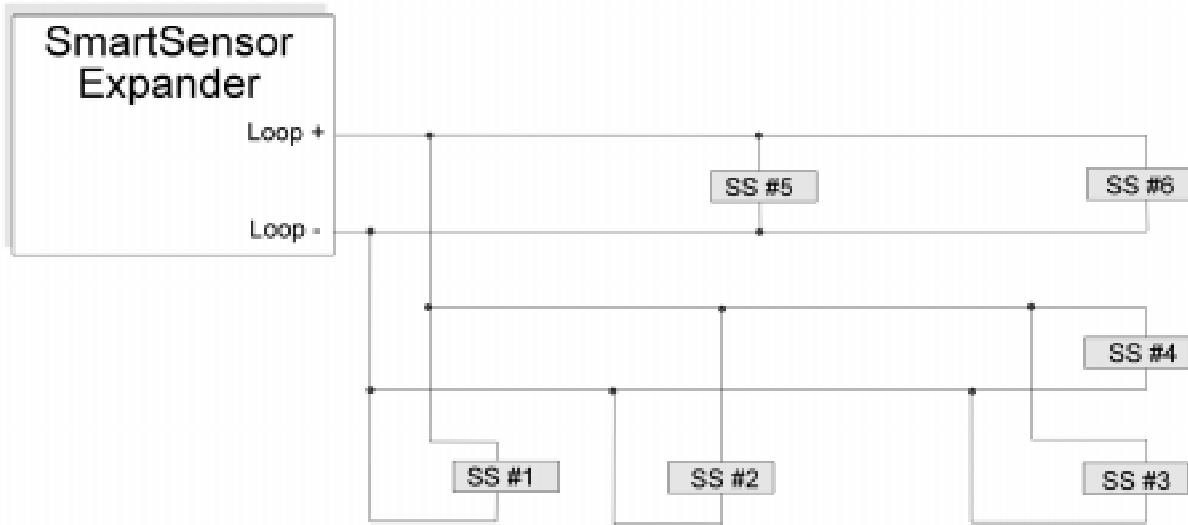 SmartSensor
Expander
Loop +
Loop -
SS #5
SS #6
SS #4
SS #1
SS #2
SS #3